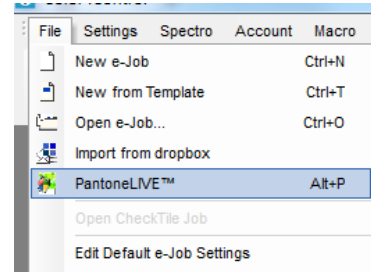 File Settings Spectro Account Macro
New e-Job Ctrl+N
New from Template Ctrl+T
Open e-Job... Ctrl+O
Import from dropbox
PantoneLIVE™ Alt+P
Open CheckTile Job
Edit Default e-Job Settings